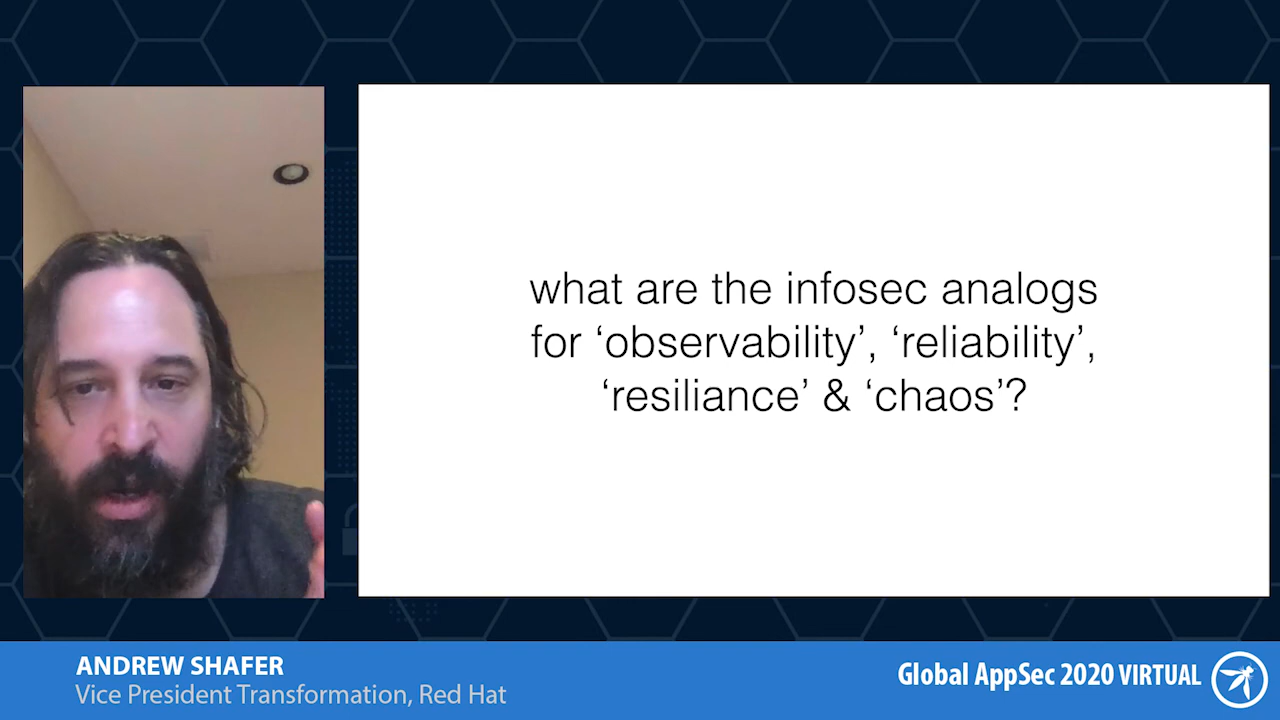 what are the infosec analogs
for ‘observability’, ‘reliability’,
‘resiliance’ & ‘chaos’?
ANDREW SHAFER
Vice President Transformation, Red Hat
Global AppSec 2020 VIRTUAL